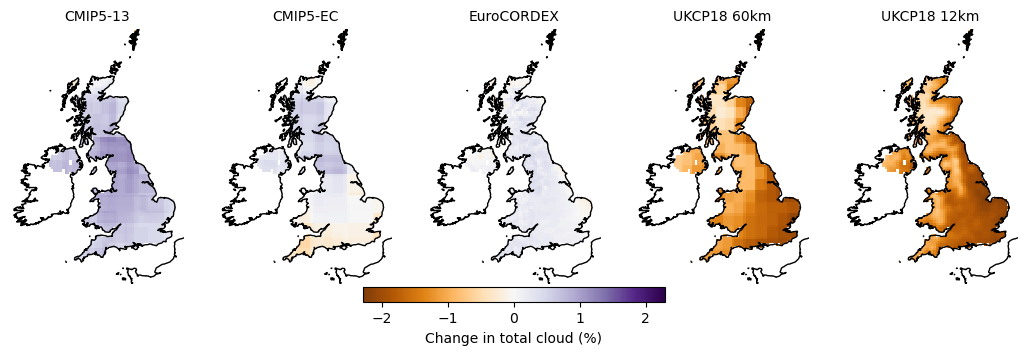 CMIP5-13 CMIP5-EC EuroCORDEX UKCP18 60km UKCP18 12km
−2 −1 0 1 2
Change in total cloud (%)